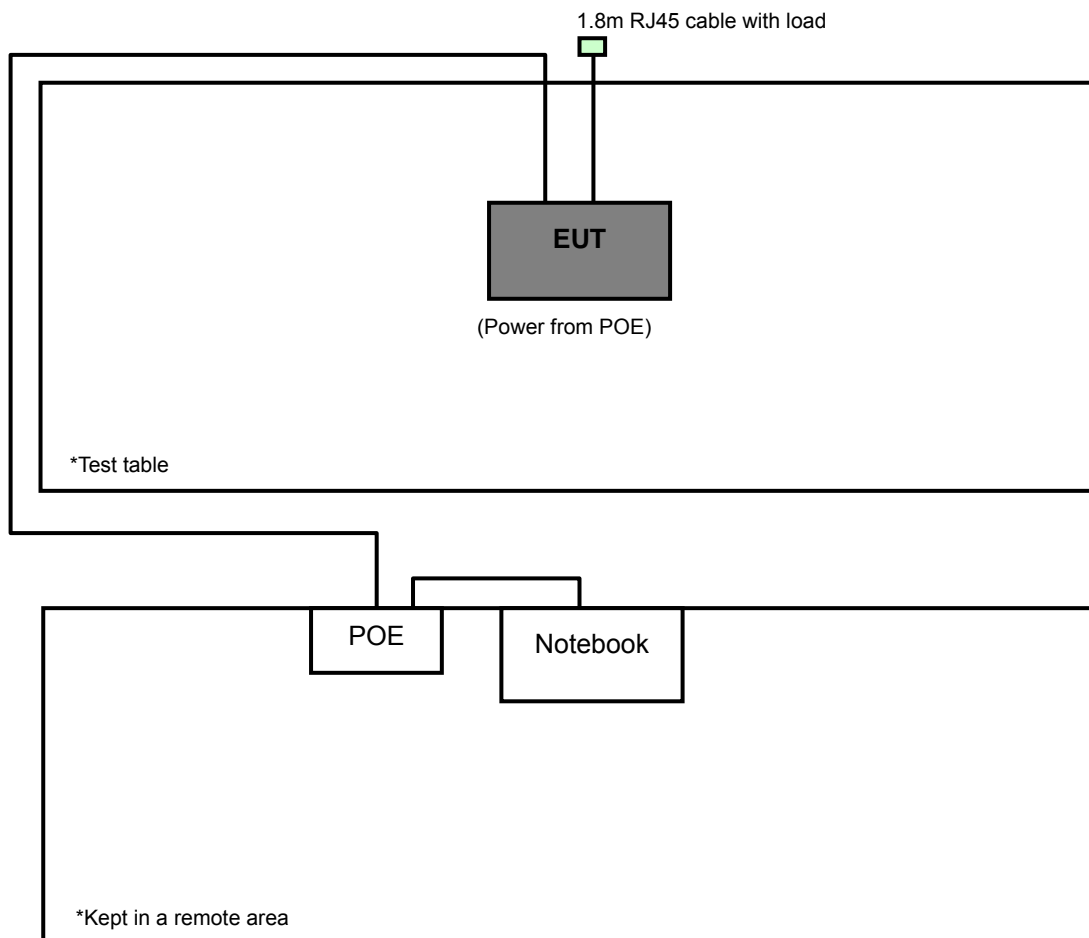 1.8m RJ45 cable with load
EUT
(Power from POE)
*Test table
POE
Notebook
*Kept in a remote area